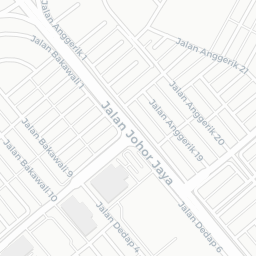 Jalan Anggerik 1
Jalan Anggerik 21
Jalan Bakawali 1
Jalan Johor Jaya
Jalan Anggerik 20
Jalan Anggerik 19
Jalan Bakawali 9
Jalan Bakawali 10
Jalan Dedap 4
Jalan Dedap 6